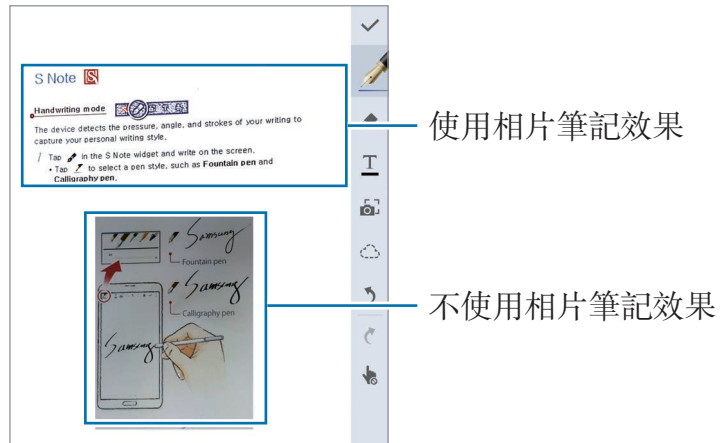 S Note
Handwriting mode
The device detects the pressure, angle, and strokes of your writing to
capture your personal writing style.
Tap in the S Note widget and write on the screen.
• Tap to select a pen style, such as Fountain pen and
Calligraphy pen.
T
使用相片筆記效果
Samsung
Fountain pen
Samsung
Calligraphy pen
Samsung
不使用相片筆記效果